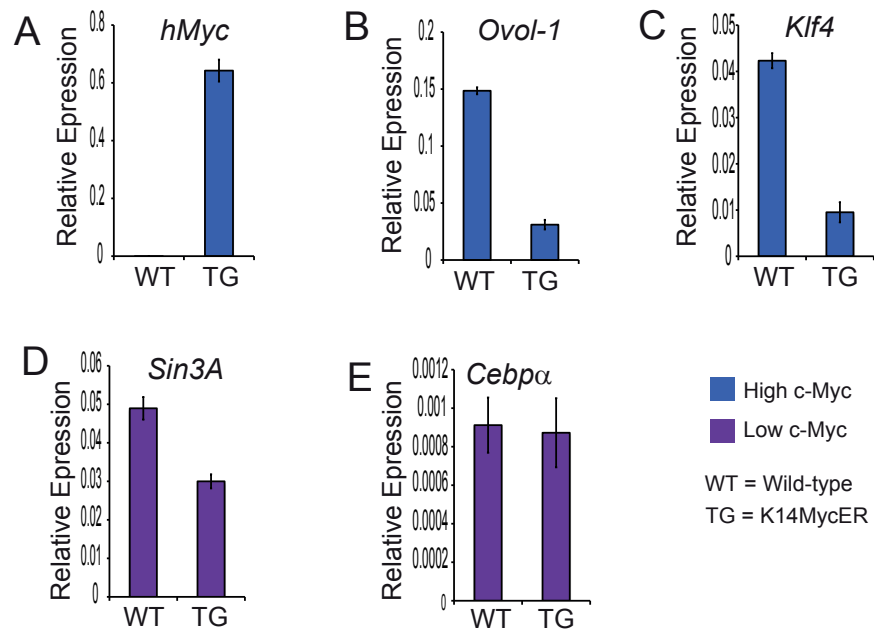 A
hMyc
Relative Epression
0.8
0.6
0.4
0.2
0
WT TG
B
Ovol-1
Relative Epression
0.2
0.15
0.1
0.05
0
WT TG
C
Klf4
Relative Epression
0.05
0.04
0.03
0.02
0.01
0
WT TG
D
Sin3A
Relative Epression
0.06
0.05
0.04
0.03
0.02
0.01
0
WT TG
E
Cebpα
Relative Epression
0.0012
0.001
0.0008
0.0006
0.0004
0.0002
0
WT TG
High c-Myc
Low c-Myc
WT = Wild-type
TG = K14MycER